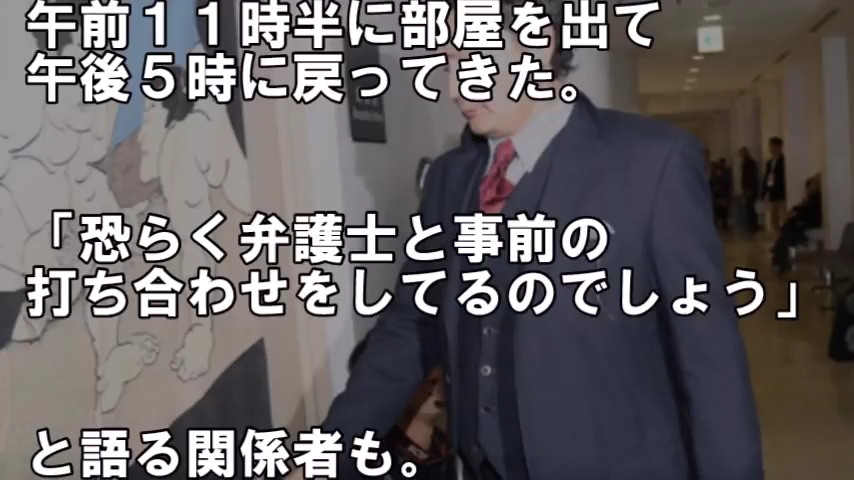 午前１１時半に部屋を出て
午後５時に戻ってきた。
「恐らく弁護士と事前の
打ち合わせをしてるのでしょう」
と語る関係者も。